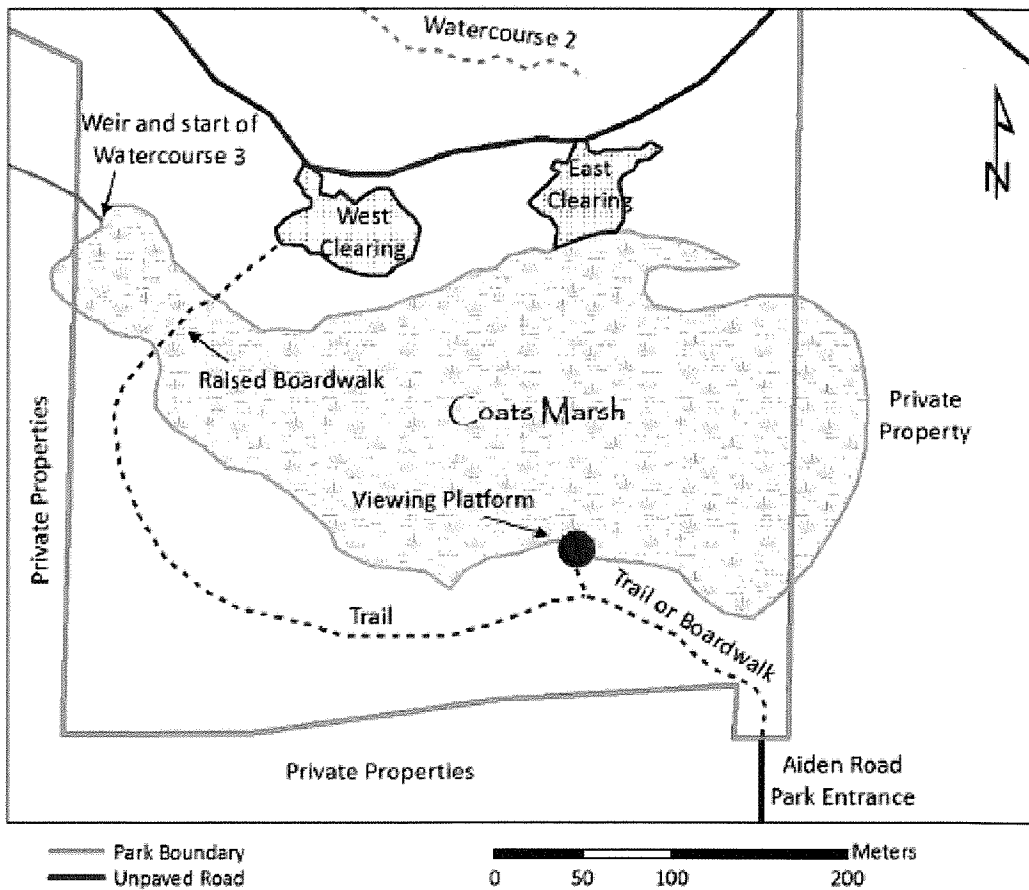 Watercourse 2
Weir and start of
Watercourse 3
N
West
Clearing
East
Clearing
Raised Boardwalk
Coats Marsh
Private
Property
Private Properties
Viewing Platform
Trail
Trail or Boardwalk
Private Properties
Aiden Road
Park Entrance
Park Boundary
Unpaved Road
Meters
0 50 100 200